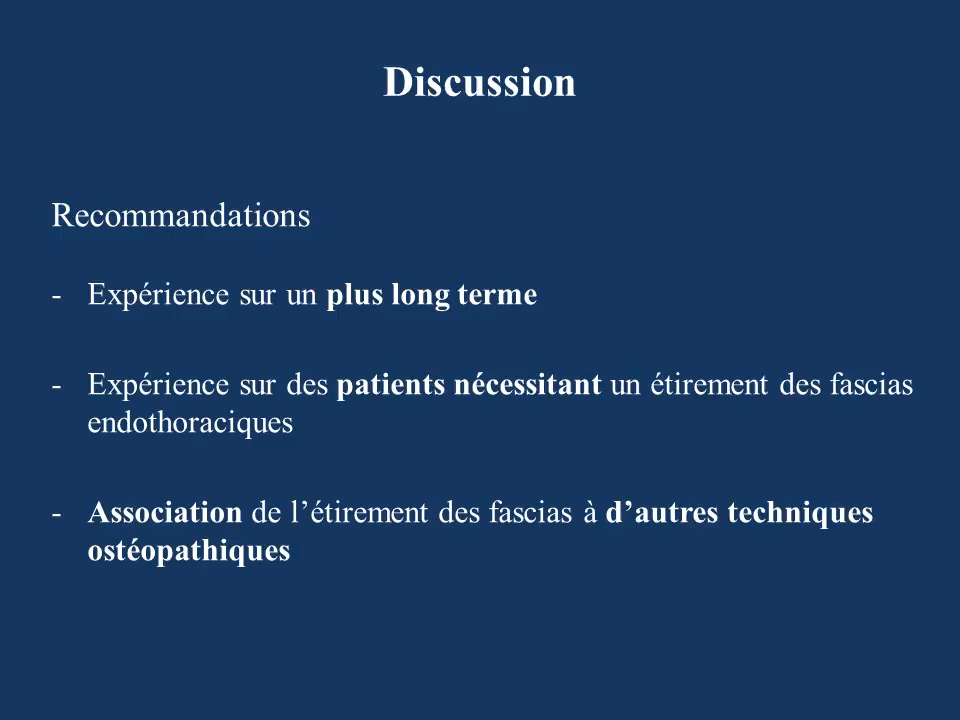 Discussion
Recommandations
- Expérience sur un plus long terme
- Expérience sur des patients nécessitant un étirement des fascias
endothoraciques
- Association de l’étirement des fascias à d’autres techniques
ostéopathiques